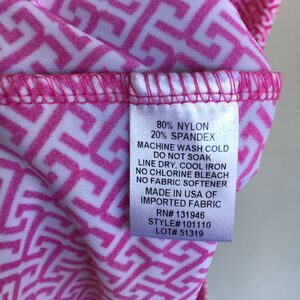 80% NYLON
20% SPANDEX
MACHINE WASH COLD
DO NOT SOAK
LINE DRY, COOL IRON
NO CHLORINE BLEACH
NO FABRIC SOFTENER
MADE IN USA OF
IMPORTED FABRIC
RN# 131946
STYLE# 101110
LOT# 51319